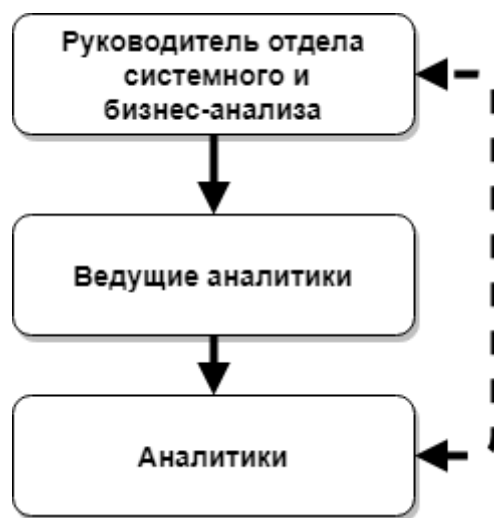 Руководитель отдела
системного и
бизнес-анализа
Ведущие аналитики
Аналитики